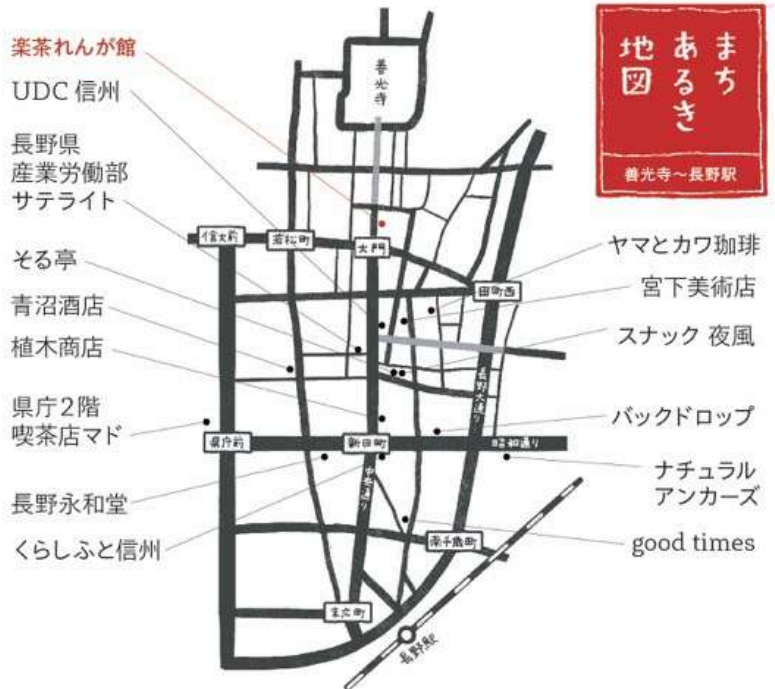 楽茶れんが館
UDC 信州
長野県
産業労働部
サテライト
そる亭
青沼酒店
植木商店
県庁2階
喫茶店マド
長野永和堂
くらしふと信州
善光寺
信大前
若松町
大門
田町西
長野大通り
県庁前
新田町
昭和通り
中央通り
南千歳町
末広町
長野駅
まち
あるき
地図
善光寺〜長野駅
ヤマとカワ珈琲
宮下美術店
スナック 夜風
バックドロップ
ナチュラル
アンカーズ
good times